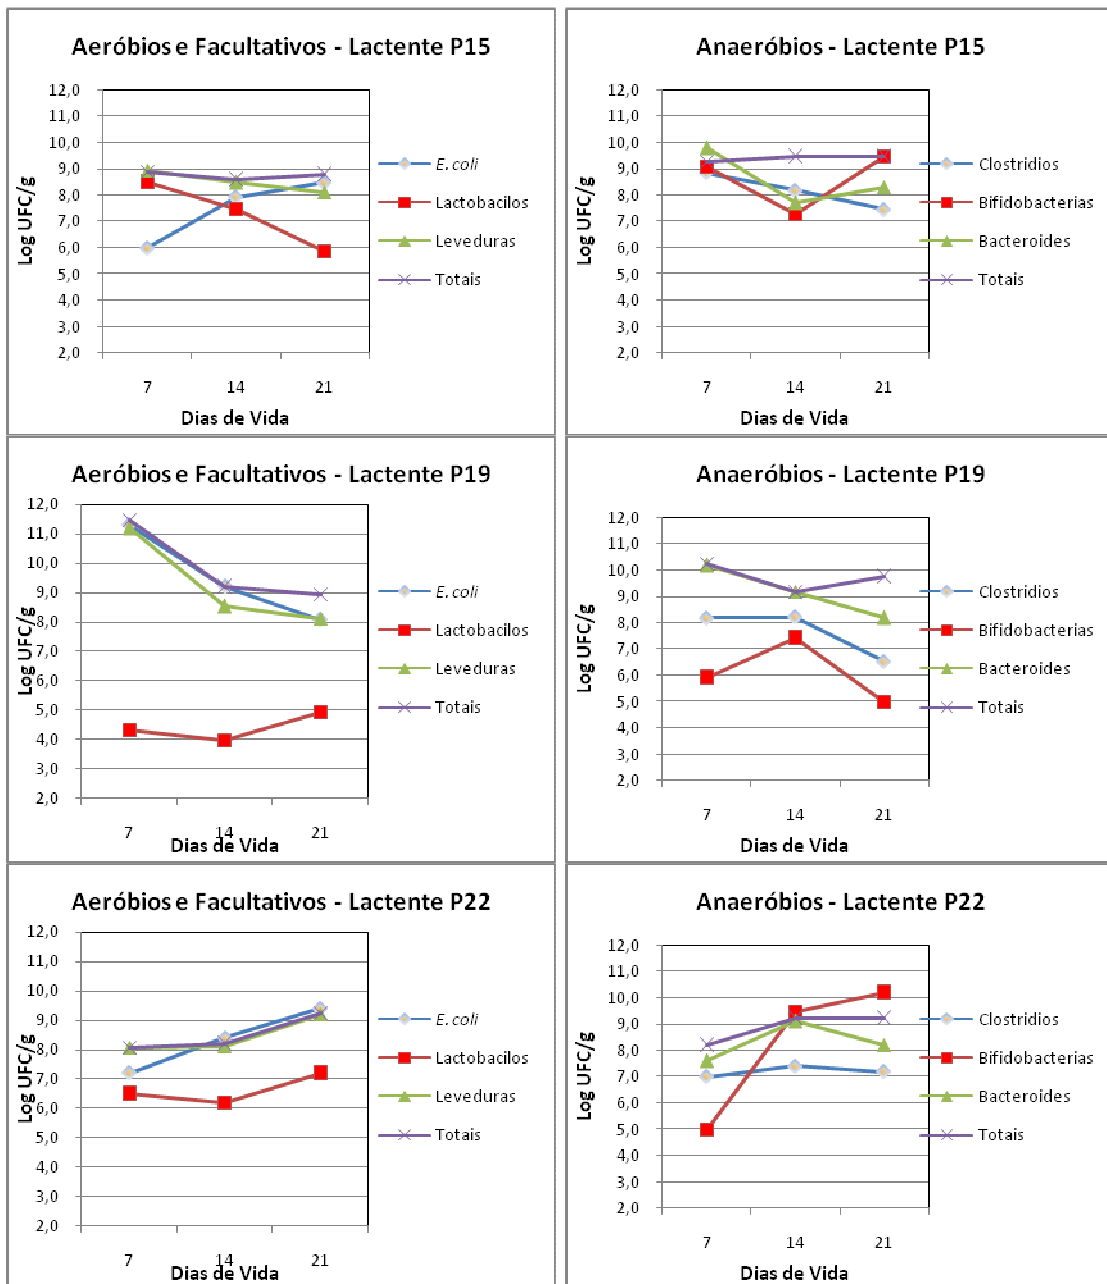 Aeróbios e Facultativos - Lactente P15
Log UFC/g
12,0
11,0
10,0
9,0
8,0
7,0
6,0
5,0
4,0
3,0
2,0
7 14 21
Dias de Vida
E.coli
Lactobacilos
Leveduras
Totais
Anaeróbios - Lactente P15
Log UFC/g
12,0
11,0
10,0
9,0
8,0
7,0
6,0
5,0
4,0
3,0
2,0
7 14 21
Dias de Vida
Clostridios
Bifidobacterias
Bacteroides
Totais
Aeróbios e Facultativos - Lactente P19
Log UFC/g
12,0
11,0
10,0
9,0
8,0
7,0
6,0
5,0
4,0
3,0
2,0
7 14 21
Dias de Vida
E.coli
Lactobacilos
Leveduras
Totais
Anaeróbios - Lactente P19
Log UFC/g
12,0
11,0
10,0
9,0
8,0
7,0
6,0
5,0
4,0
3,0
2,0
7 14 21
Dias de Vida
Clostridios
Bifidobacterias
Bacteroides
Totais
Aeróbios e Facultativos - Lactente P22
Log UFC/g
12,0
11,0
10,0
9,0
8,0
7,0
6,0
5,0
4,0
3,0
2,0
7 14 21
Dias de Vida
E.coli
Lactobacilos
Leveduras
Totais
Anaeróbios - Lactente P22
Log UFC/g
12,0
11,0
10,0
9,0
8,0
7,0
6,0
5,0
4,0
3,0
2,0
7 14 21
Dias de Vida
Clostridios
Bifidobacterias
Bacteroides
Totais